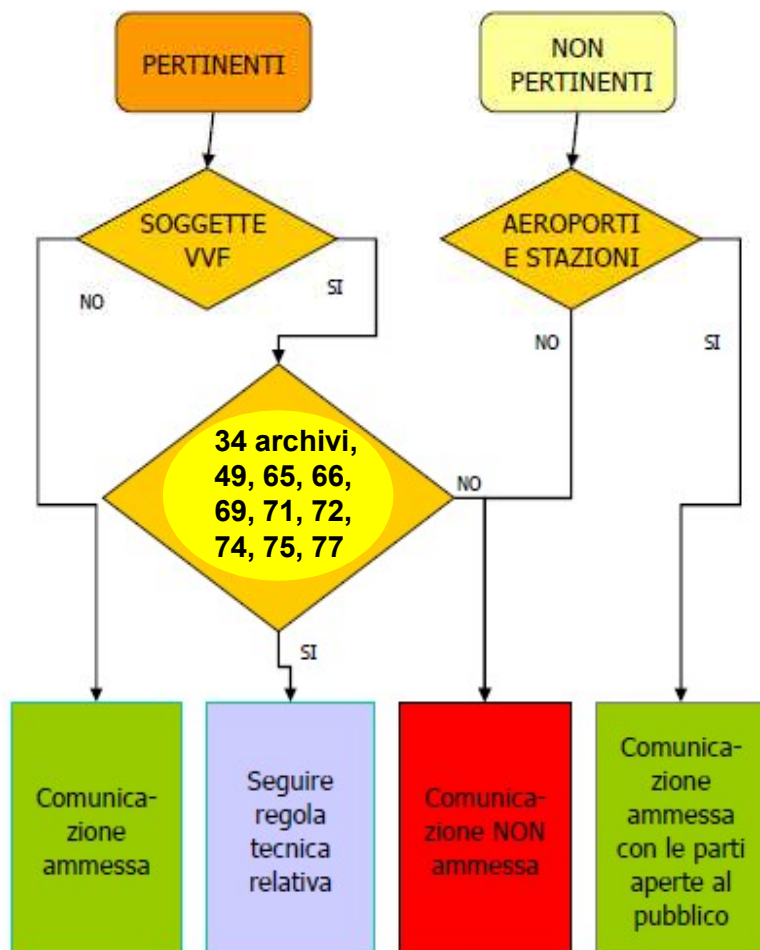 PERTINENTI
NON
PERTINENTI
SOGGETTE
VVF
AEROPORTI
E STAZIONI
NO
SI
NO
SI
34 archivi,
49, 65, 66,
69, 71, 72,
74, 75, 77
NO
SI
Comunica-
zione
ammessa
Seguire
regola
tecnica
relativa
Comunica-
zione NON
ammessa
Comunica-
zione
ammessa
con le parti
aperte al
pubblico